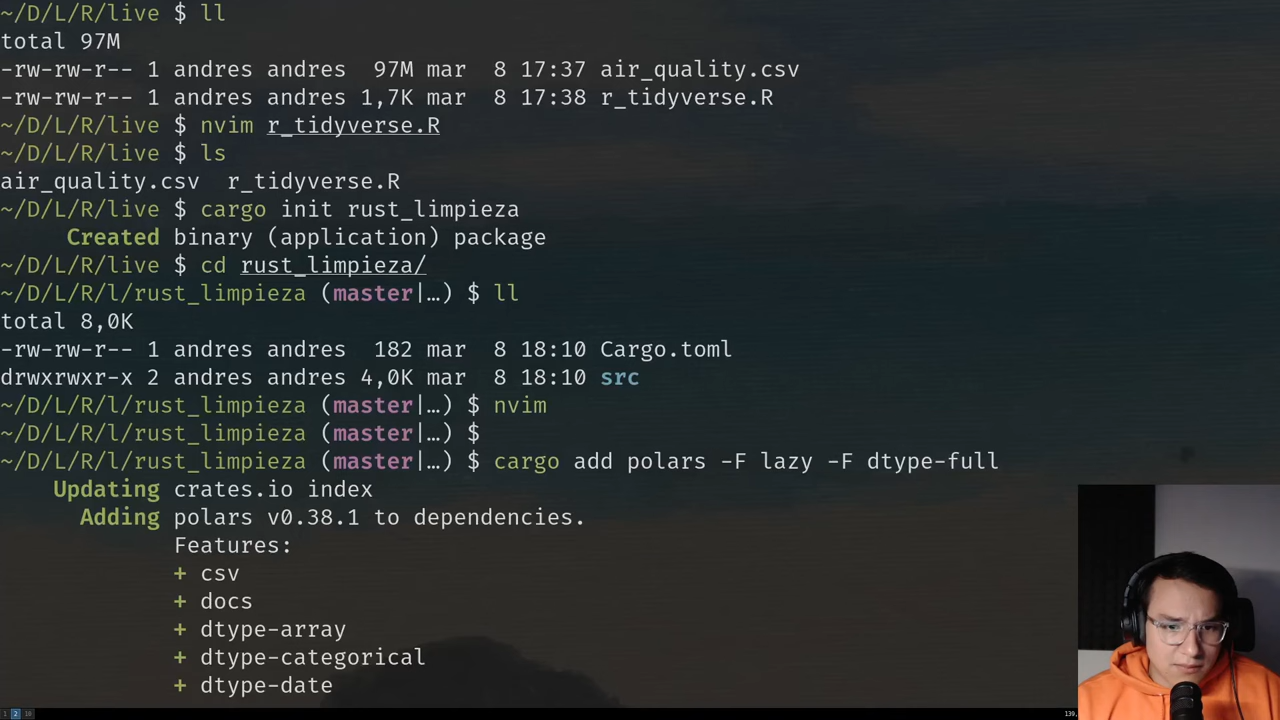 ~/D/L/R/live $ ll
total 97M
-rw-rw-r-- 1 andres andres  97M mar  8 17:37 air_quality.csv
-rw-rw-r-- 1 andres andres 1,7K mar  8 17:38 r_tidyverse.R
~/D/L/R/live $ nvim r_tidyverse.R
~/D/L/R/live $ ls
air_quality.csv  r_tidyverse.R
~/D/L/R/live $ cargo init rust_limpieza
     Created binary (application) package
~/D/L/R/live $ cd rust_limpieza/
~/D/L/R/l/rust_limpieza (master|…) $ ll
total 8,0K
-rw-rw-r-- 1 andres andres  182 mar  8 18:10 Cargo.toml
drwxrwxr-x 2 andres andres 4,0K mar  8 18:10 src
~/D/L/R/l/rust_limpieza (master|…) $ nvim
~/D/L/R/l/rust_limpieza (master|…) $
~/D/L/R/l/rust_limpieza (master|…) $ cargo add polars -F lazy -F dtype-full
    Updating crates.io index
      Adding polars v0.38.1 to dependencies.
             Features:
             + csv
             + docs
             + dtype-array
             + dtype-categorical
             + dtype-date
1 2 10
139,